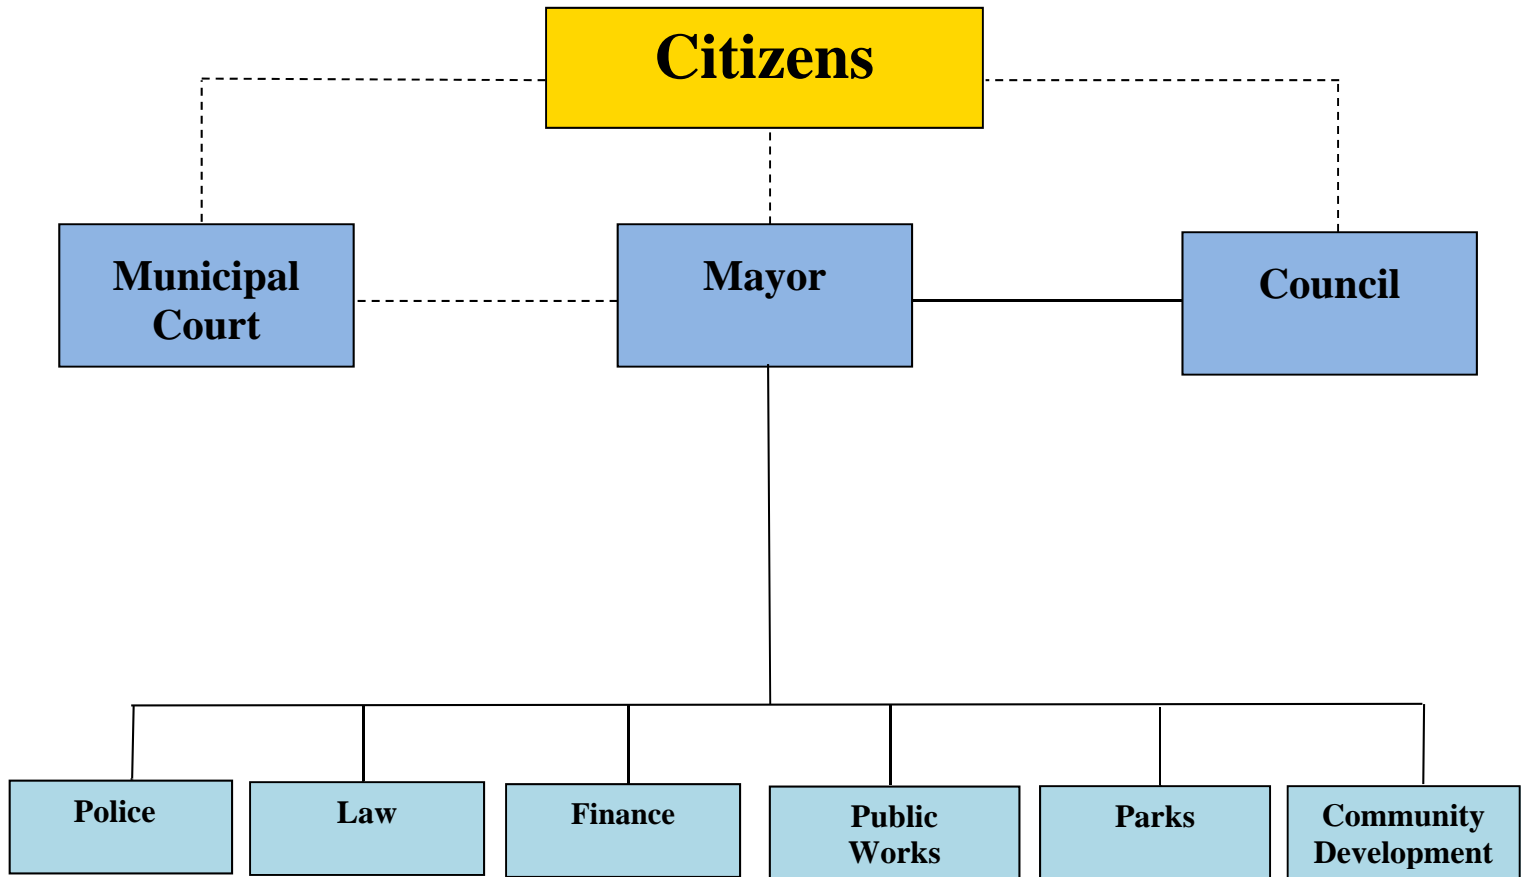 Citizens
Municipal
Court
Mayor
Council
Police
Law
Finance
Public
Works
Parks
Community
Development